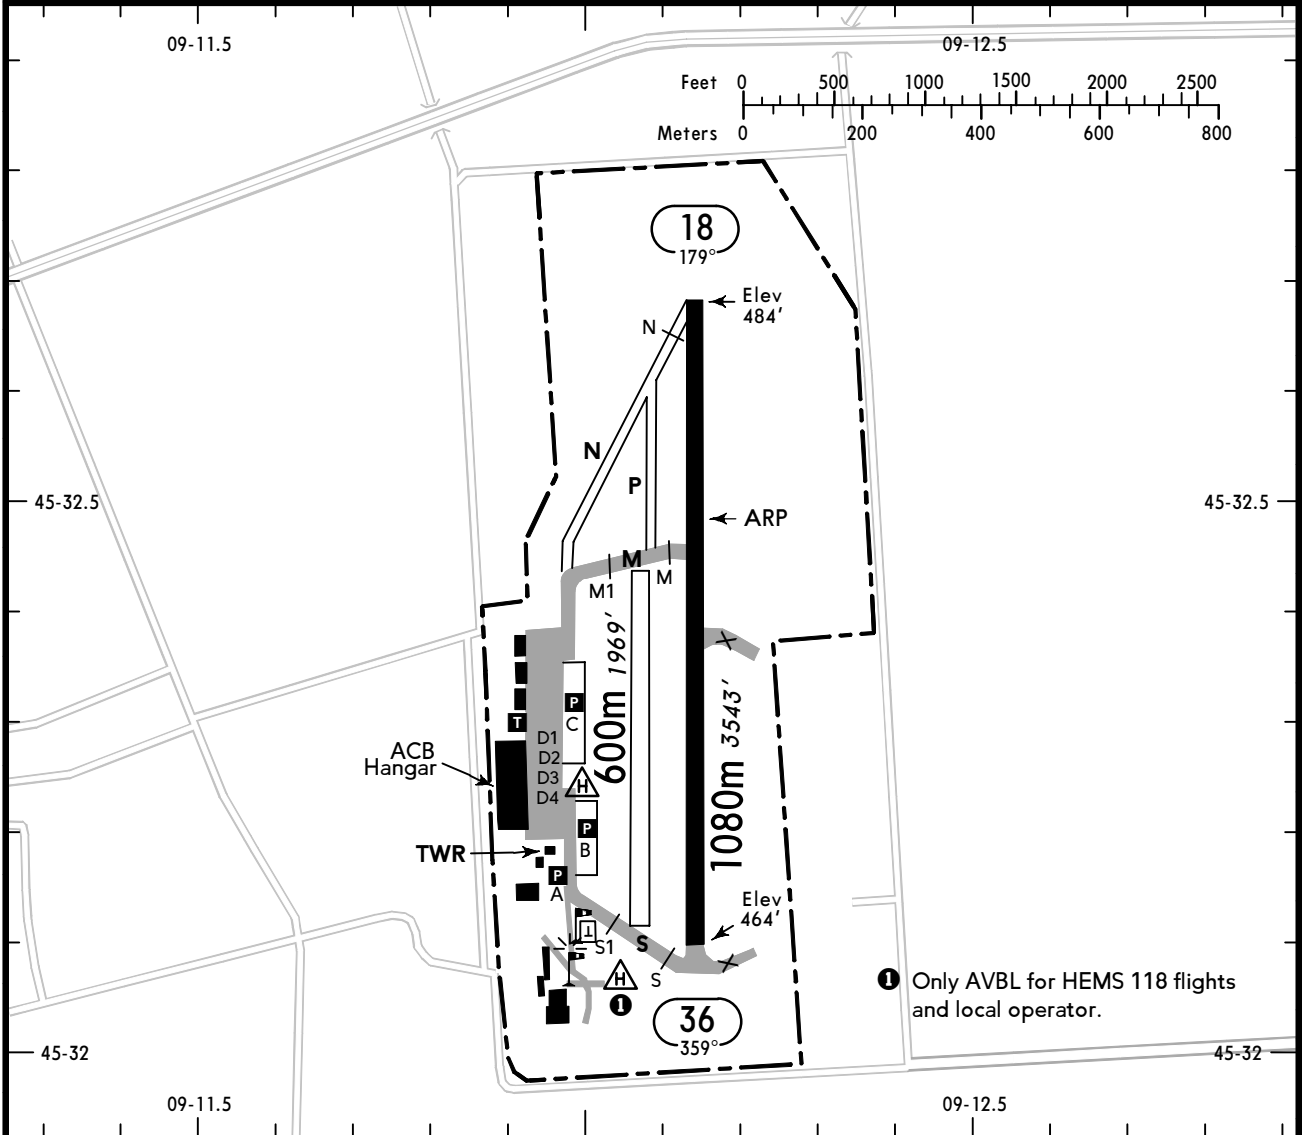 09-11.5
09-12.5
Feet 0 500 1000 1500 2000 2500
Meters 0 200 400 600 800
18
179°
Elev
484'
N
N
P
45-32.5
45-32.5
ARP
M
M1
M
600m 1969'
1080m 3543'
P
C
T
D1
D2
D3
D4
ACB
Hangar
H
P
B
TWR
P
A
Elev
464'
T
S1
S
S
H
1
1 Only AVBL for HEMS 118 flights
and local operator.
36
359°
45-32
45-32
09-11.5
09-12.5